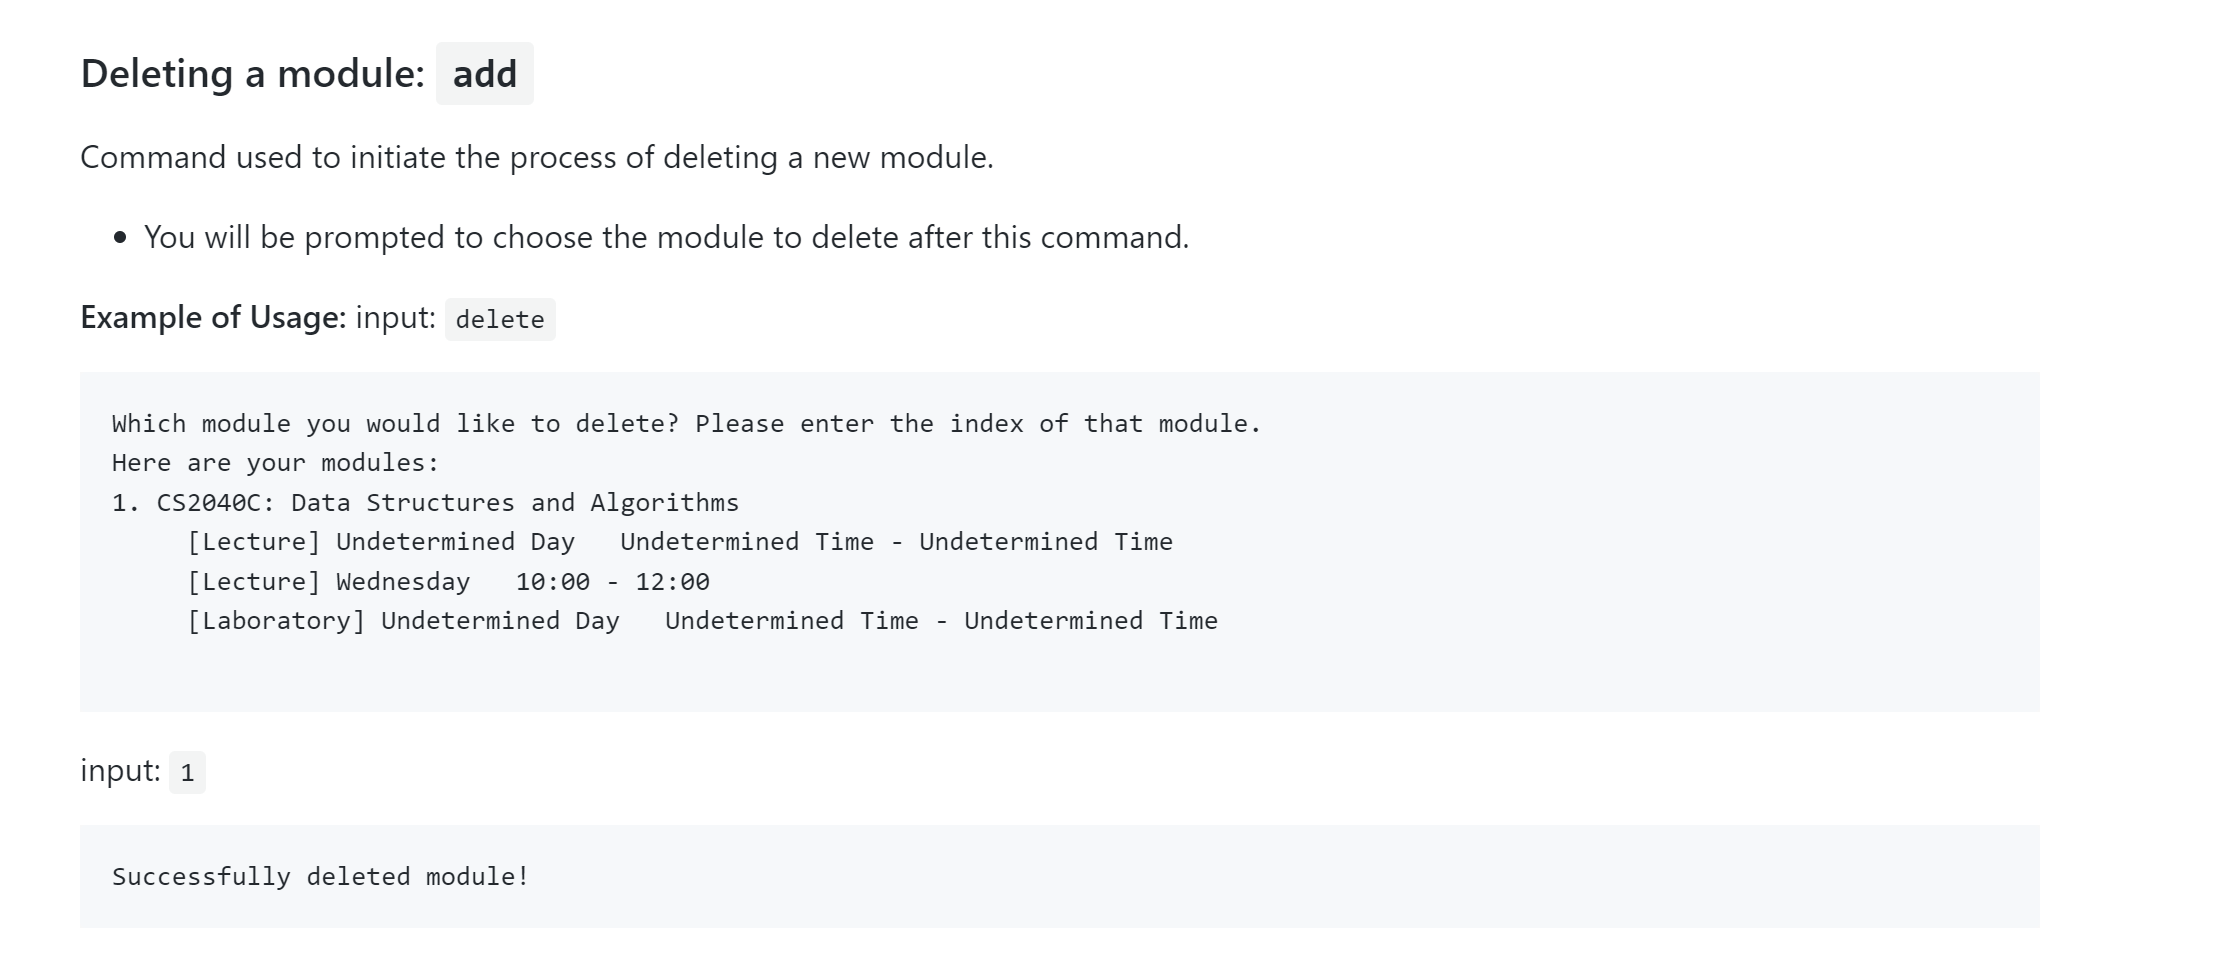 Deleting a module: add
Command used to initiate the process of deleting a new module.
• You will be prompted to choose the module to delete after this command.
Example of Usage: input: delete
Which module you would like to delete? Please enter the index of that module.
Here are your modules:
1. CS2040C: Data Structures and Algorithms
     [Lecture] Undetermined Day   Undetermined Time - Undetermined Time
     [Lecture] Wednesday   10:00 - 12:00
     [Laboratory] Undetermined Day   Undetermined Time - Undetermined Time
input: 1
Successfully deleted module!